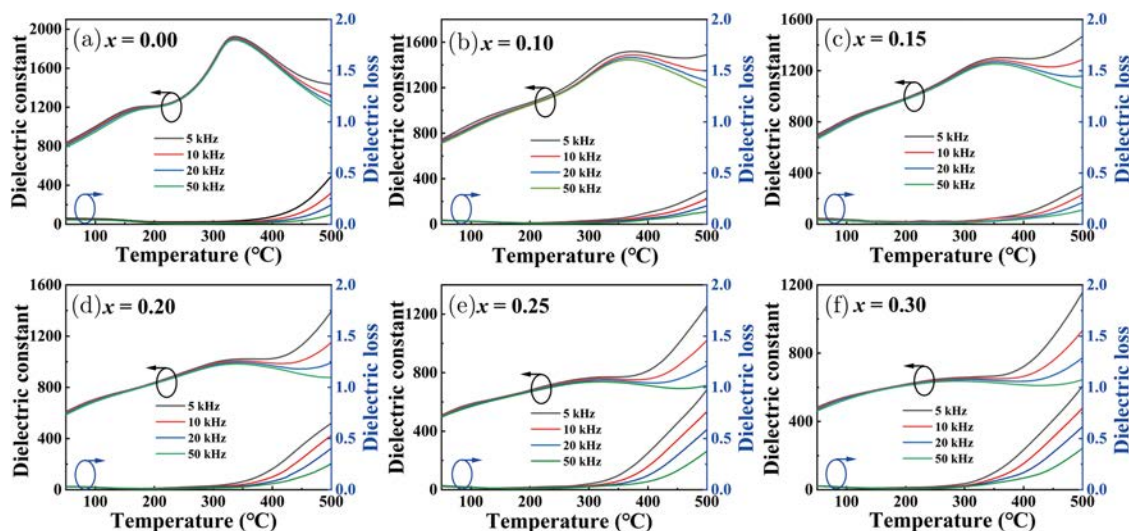 (a) x = 0.00
Dielectric constant
2000
1600
1200
800
400
0
5 kHz
10 kHz
20 kHz
50 kHz
100 200 300 400 500
Temperature (℃)
2.0
1.5
1.0
0.5
0.0
Dielectric loss
(b) x = 0.10
Dielectric constant
1600
1200
800
400
0
5 kHz
10 kHz
20 kHz
50 kHz
100 200 300 400 500
Temperature (℃)
2.0
1.5
1.0
0.5
0.0
Dielectric loss
(c) x = 0.15
Dielectric constant
1600
1200
800
400
0
5 kHz
10 kHz
20 kHz
50 kHz
100 200 300 400 500
Temperature (℃)
2.0
1.5
1.0
0.5
0.0
Dielectric loss
(d) x = 0.20
Dielectric constant
1600
1200
800
400
0
5 kHz
10 kHz
20 kHz
50 kHz
100 200 300 400 500
Temperature (℃)
2.0
1.5
1.0
0.5
0.0
Dielectric loss
(e) x = 0.25
Dielectric constant
1200
800
400
0
5 kHz
10 kHz
20 kHz
50 kHz
100 200 300 400 500
Temperature (℃)
2.0
1.5
1.0
0.5
0.0
Dielectric loss
(f) x = 0.30
Dielectric constant
1200
900
600
300
0
5 kHz
10 kHz
20 kHz
50 kHz
100 200 300 400 500
Temperature (℃)
2.0
1.5
1.0
0.5
0.0
Dielectric loss